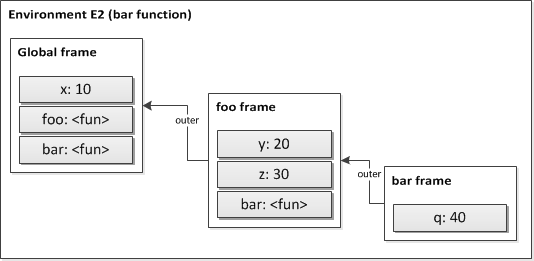 Environment E2 (bar function)
Global frame
x: 10
foo: <fun>
bar: <fun>
outer
foo frame
y: 20
z: 30
bar: <fun>
outer
bar frame
q: 40